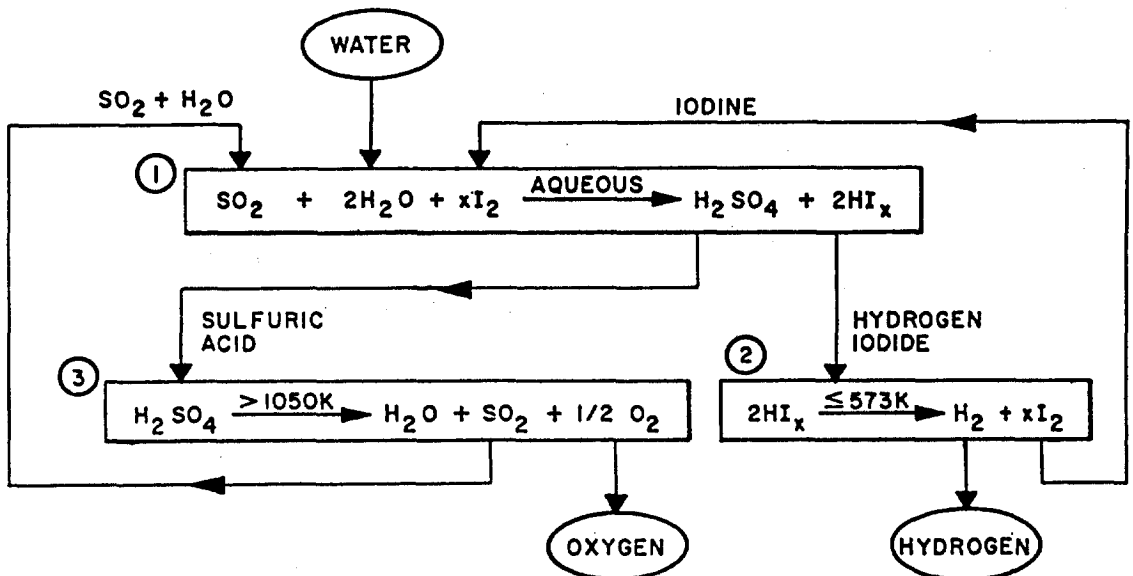 WATER
SO₂ + H₂O
IODINE
①
SO₂ + 2H₂O + xI₂ AQUEOUS H₂SO₄ + 2HIₓ
SULFURIC
ACID
HYDROGEN
IODIDE
③
H₂SO₄ >1050K H₂O + SO₂ + 1/2 O₂
②
2HIₓ ≤573K H₂ + xI₂
OXYGEN
HYDROGEN